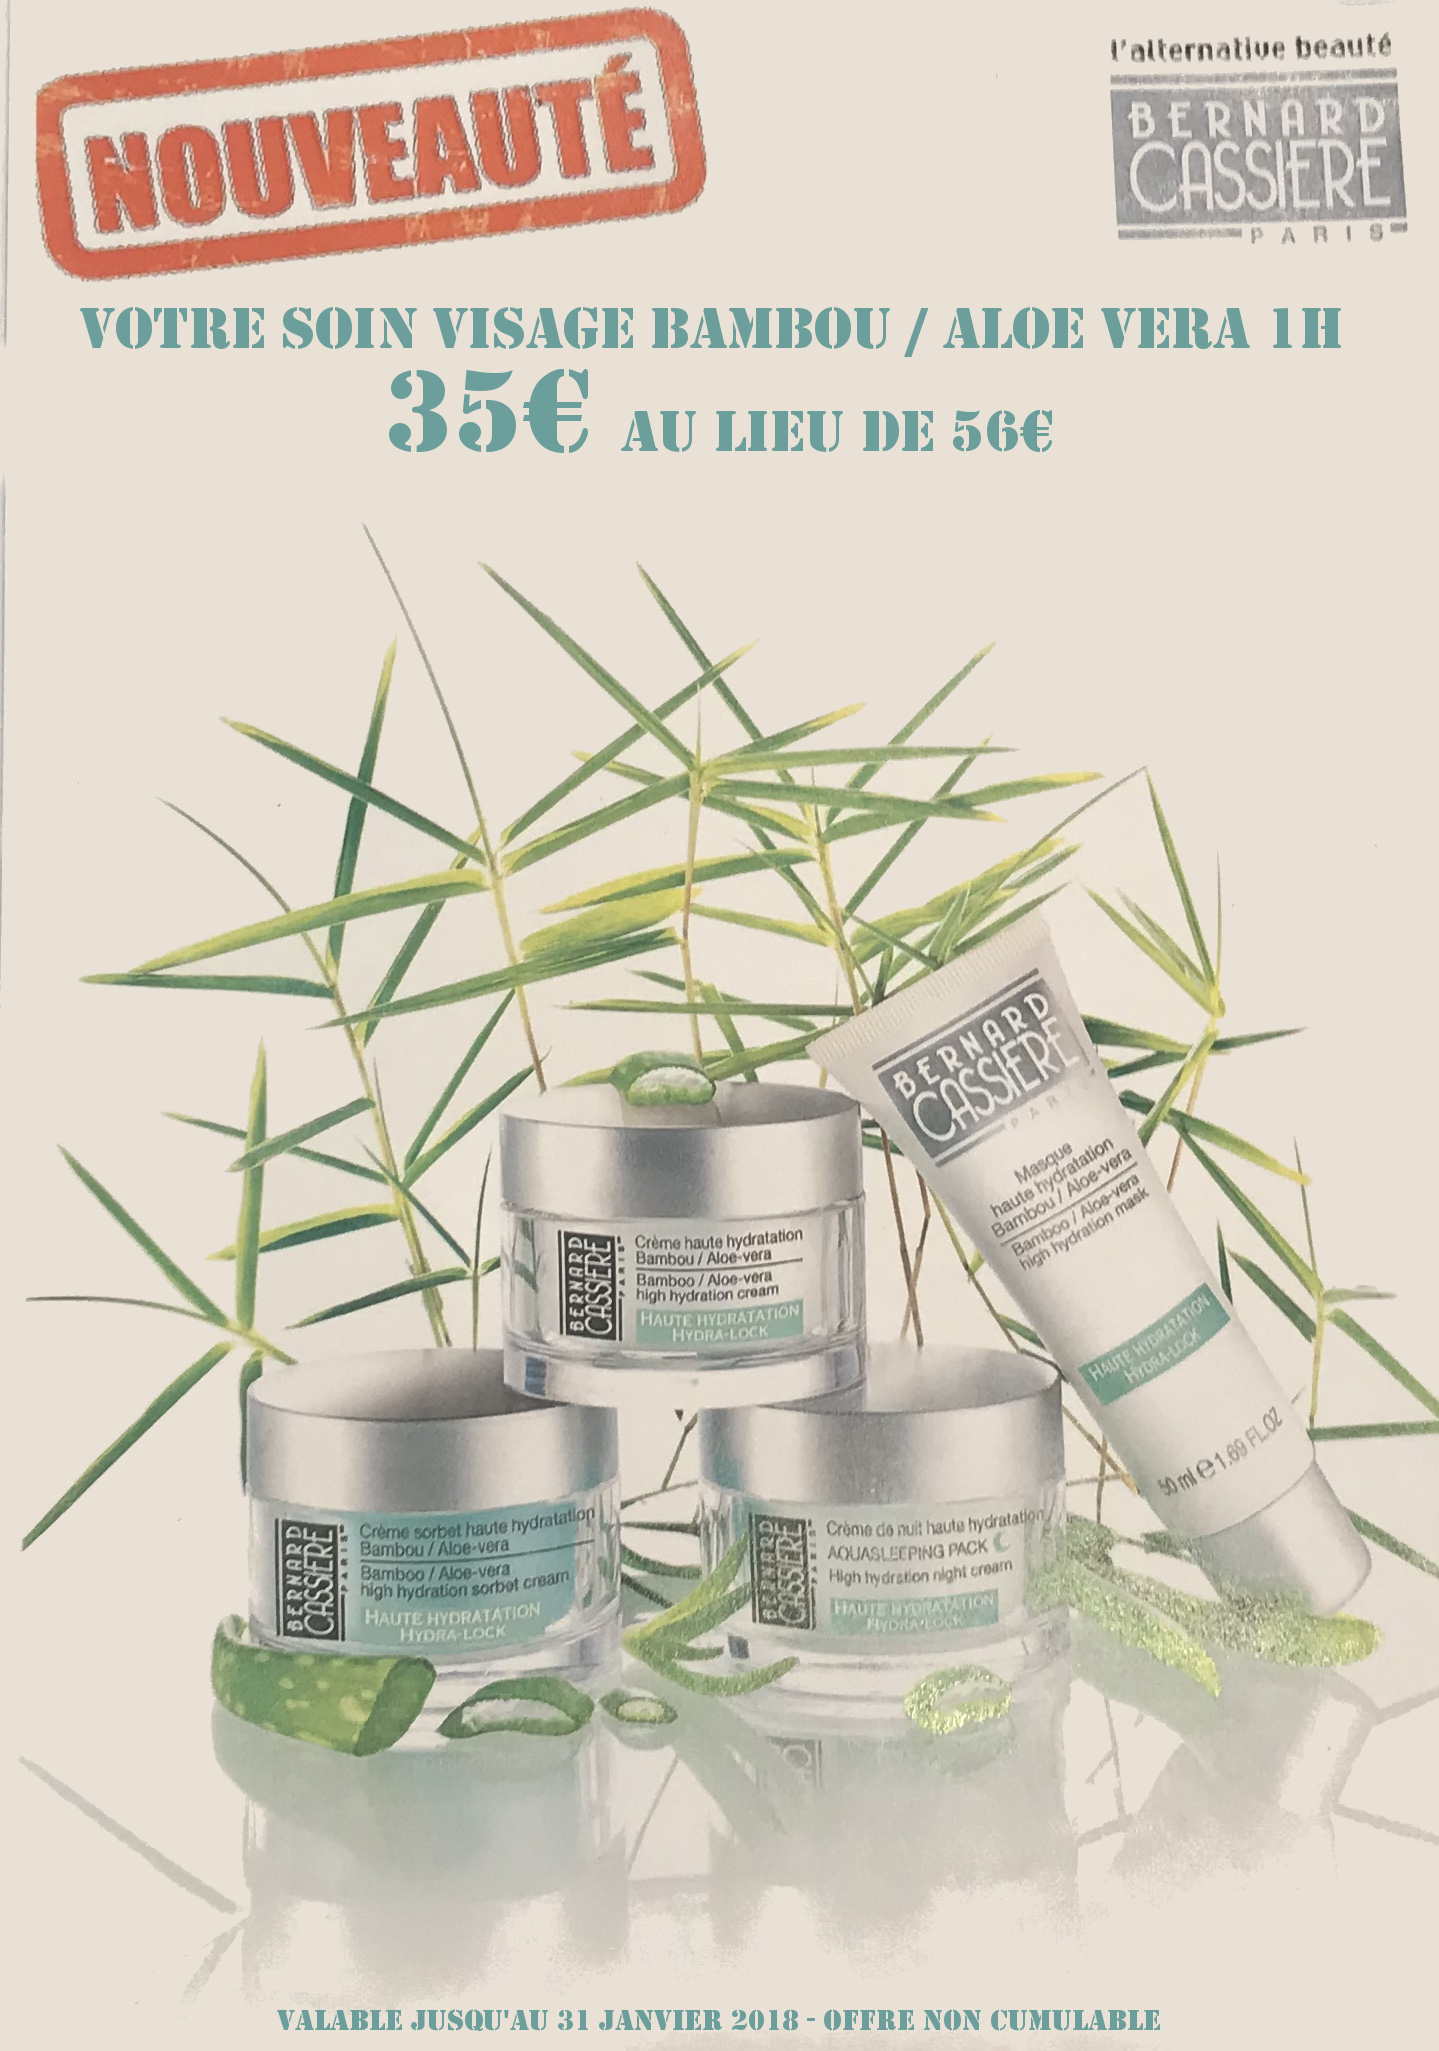 NOUVEAUTÉ
l'alternative beauté
BERNARD
CASSIERE
PARIS
VOTRE SOIN VISAGE BAMBOU / ALOE VERA 1H
35€ AU LIEU DE 56€
BERNARD
CASSIERE
PAR
Masque
haute hydratation
Bambou / Aloe-vera
Bamboo / Aloe-vera
high hydration mask
HAUTE HYDRATATION
HYDRA-LOCK
50 ml e 1.69 FL.OZ
BERNARD
CASSIERE
PARIS
Crème haute hydratation
Bambou / Aloe-vera
Bamboo / Aloe-vera
high hydration cream
HAUTE HYDRATATION
HYDRA-LOCK
BERNARD
CASSIERE
PARIS
Crème sorbet haute hydratation
Bambou / Aloe-vera
Bamboo / Aloe-vera
high hydration sorbet cream
HAUTE HYDRATATION
HYDRA-LOCK
BERNARD
CASSIERE
PARIS
Crème de nuit haute hydratation
AQUASLEEPING PACK
High hydration night cream
HAUTE HYDRATATION
HYDRA-LOCK
VALABLE JUSQU'AU 31 JANVIER 2018 - OFFRE NON CUMULABLE